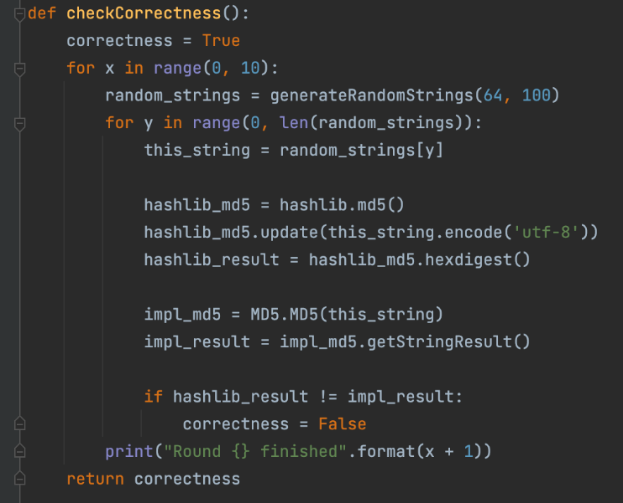 def checkCorrectness():
    correctness = True
    for x in range(0, 10):
        random_strings = generateRandomStrings(64, 100)
        for y in range(0, len(random_strings)):
            this_string = random_strings[y]

            hashlib_md5 = hashlib.md5()
            hashlib_md5.update(this_string.encode('utf-8'))
            hashlib_result = hashlib_md5.hexdigest()

            impl_md5 = MD5.MD5(this_string)
            impl_result = impl_md5.getStringResult()

            if hashlib_result != impl_result:
                correctness = False
        print("Round {} finished".format(x + 1))
    return correctness